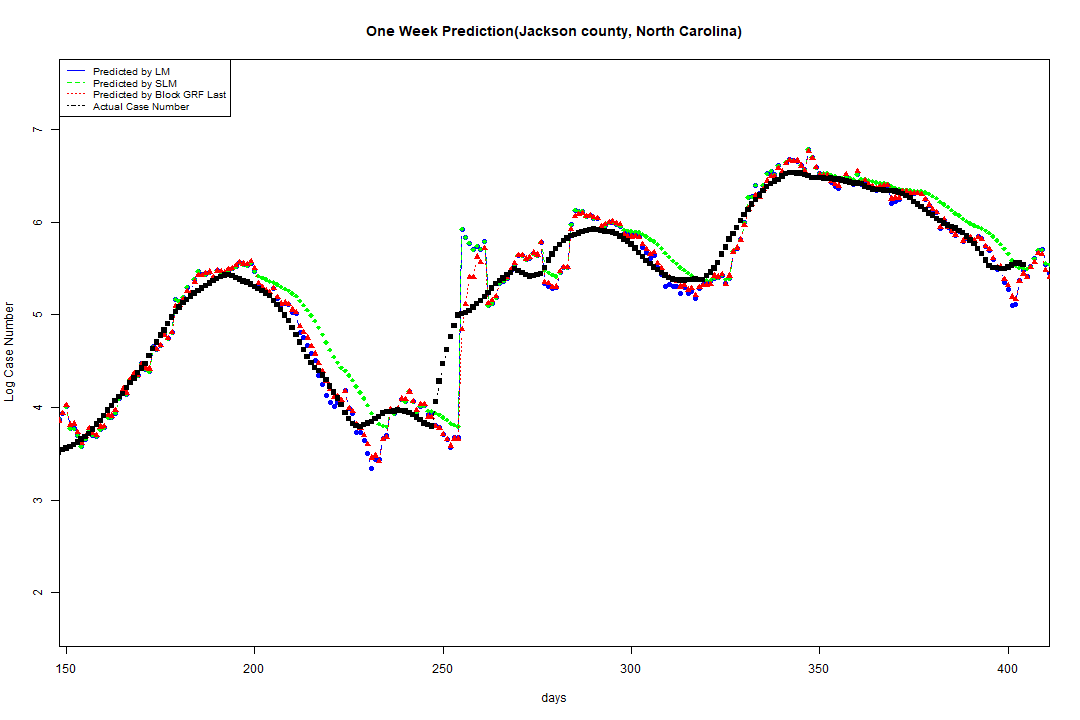 One Week Prediction(Jackson county, North Carolina)
Predicted by LM
Predicted by SLM
Predicted by Block GRF Last
Actual Case Number
Log Case Number
7
6
5
4
3
2
150 200 250 300 350 400
days